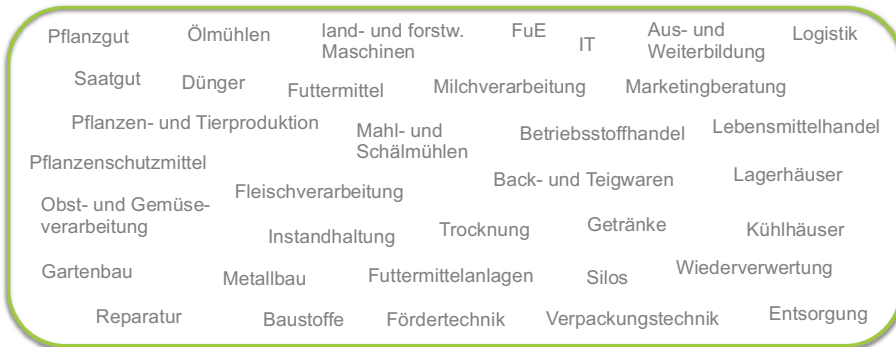 Pflanzgut
Ölmühlen
land- und forstw.
Maschinen
FuE
IT
Aus- und
Weiterbildung
Logistik
Saatgut
Dünger
Futtermittel
Milchverarbeitung
Marketingberatung
Pflanzen- und Tierproduktion
Mahl- und
Schälmühlen
Betriebsstoffhandel
Lebensmittelhandel
Pflanzenschutzmittel
Fleischverarbeitung
Back- und Teigwaren
Lagerhäuser
Obst- und Gemüse-
verarbeitung
Instandhaltung
Trocknung
Getränke
Kühlhäuser
Gartenbau
Metallbau
Futtermittelanlagen
Silos
Wiederverwertung
Reparatur
Baustoffe
Fördertechnik
Verpackungstechnik
Entsorgung